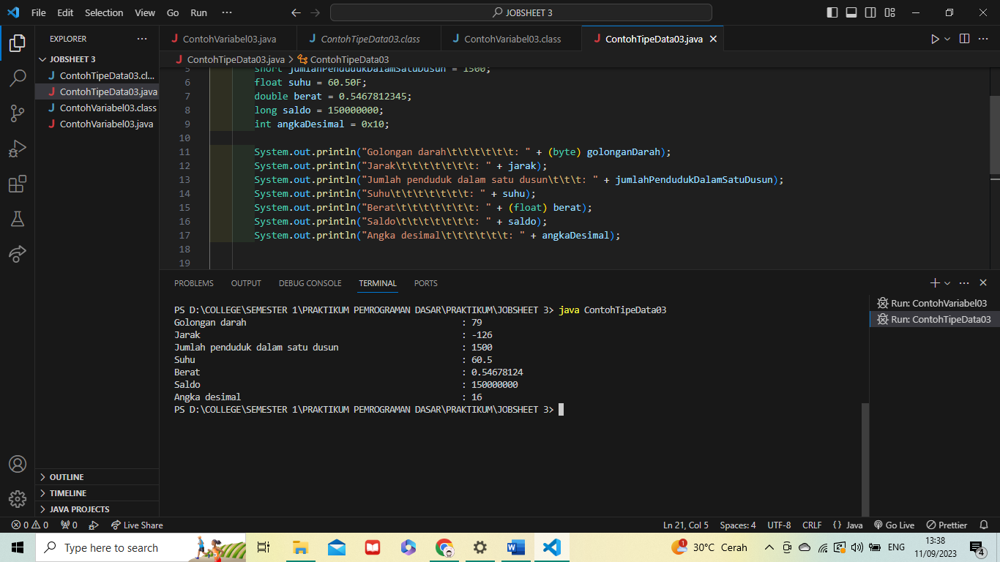 File Edit Selection View Go Run ··· JOBSHEET 3
EXPLORER ···
JOBSHEET 3
ContohTipeData03.cl...
ContohTipeData03.java
ContohVariabel03.class
ContohVariabel03.java
OUTLINE
TIMELINE
JAVA PROJECTS
ContohVariabel03.java ContohTipeData03.class ContohVariabel03.class ContohTipeData03.java
ContohTipeData03.java > ContohTipeData03
5 short jumlahPendudukDalamSatuDusun = 1500;
6 float suhu = 60.50F;
7 double berat = 0.5467812345;
8 long saldo = 150000000;
9 int angkaDesimal = 0x10;
10
11 System.out.println("Golongan darah\t\t\t\t\t\t: " + (byte) golonganDarah);
12 System.out.println("Jarak\t\t\t\t\t\t\t: " + jarak);
13 System.out.println("Jumlah penduduk dalam satu dusun\t\t\t: " + jumlahPendudukDalamSatuDusun);
14 System.out.println("Suhu\t\t\t\t\t\t\t: " + suhu);
15 System.out.println("Berat\t\t\t\t\t\t\t: " + (float) berat);
16 System.out.println("Saldo\t\t\t\t\t\t\t: " + saldo);
17 System.out.println("Angka desimal\t\t\t\t\t\t: " + angkaDesimal);
18
19
PROBLEMS OUTPUT DEBUG CONSOLE TERMINAL PORTS
PS D:\COLLEGE\SEMESTER 1\PRAKTIKUM PEMROGRAMAN DASAR\PRAKTIKUM\JOBSHEET 3> java ContohTipeData03
Golongan darah : 79
Jarak : -126
Jumlah penduduk dalam satu dusun : 1500
Suhu : 60.5
Berat : 0.54678124
Saldo : 150000000
Angka desimal : 16
PS D:\COLLEGE\SEMESTER 1\PRAKTIKUM PEMROGRAMAN DASAR\PRAKTIKUM\JOBSHEET 3>
Run: ContohVariabel03
Run: ContohTipeData03
0 0 0 Live Share Ln 21, Col 5 Spaces: 4 UTF-8 CRLF { } Java Go Live Prettier
Type here to search 1 30°C Cerah ENG 13:38
11/09/2023 4